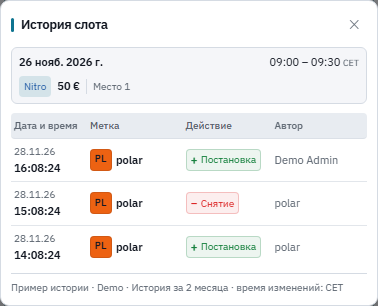 История слота
26 нояб. 2026 г.
09:00 – 09:30 CET
Nitro 50 € Место 1
Дата и время Метка Действие Автор
28.11.26
16:08:24
PL polar + Постановка Demo Admin
28.11.26
15:08:24
PL polar − Снятие polar
28.11.26
14:08:24
PL polar + Постановка polar
Пример истории · Demo · История за 2 месяца · время изменений: CET